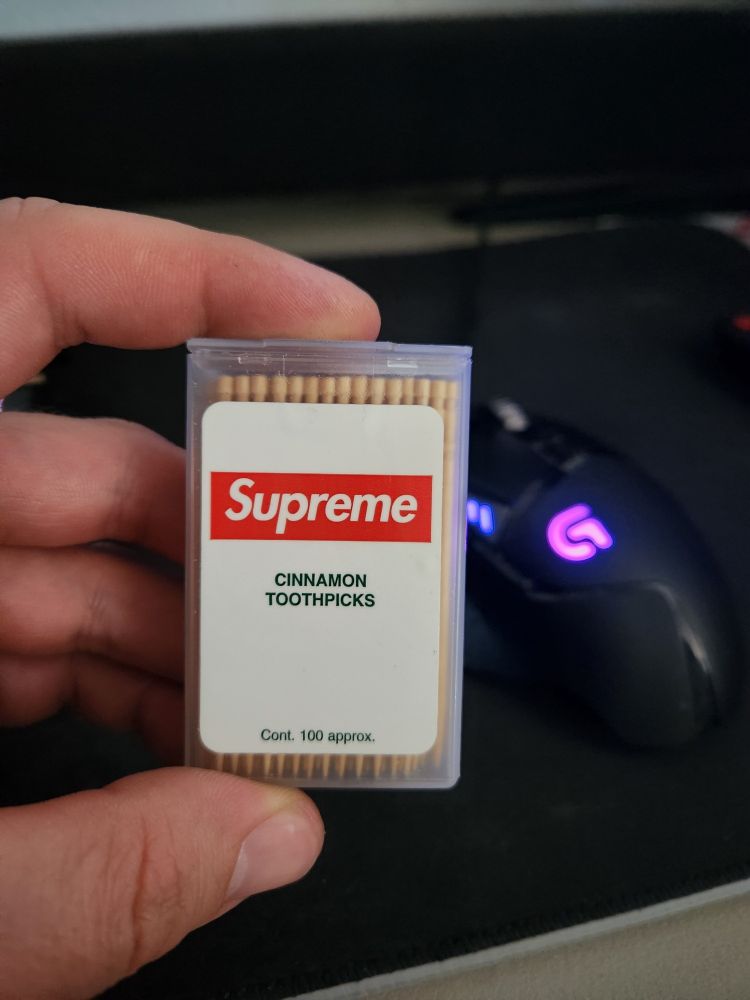 Supreme
CINNAMON
TOOTHPICKS
Cont. 100 approx.